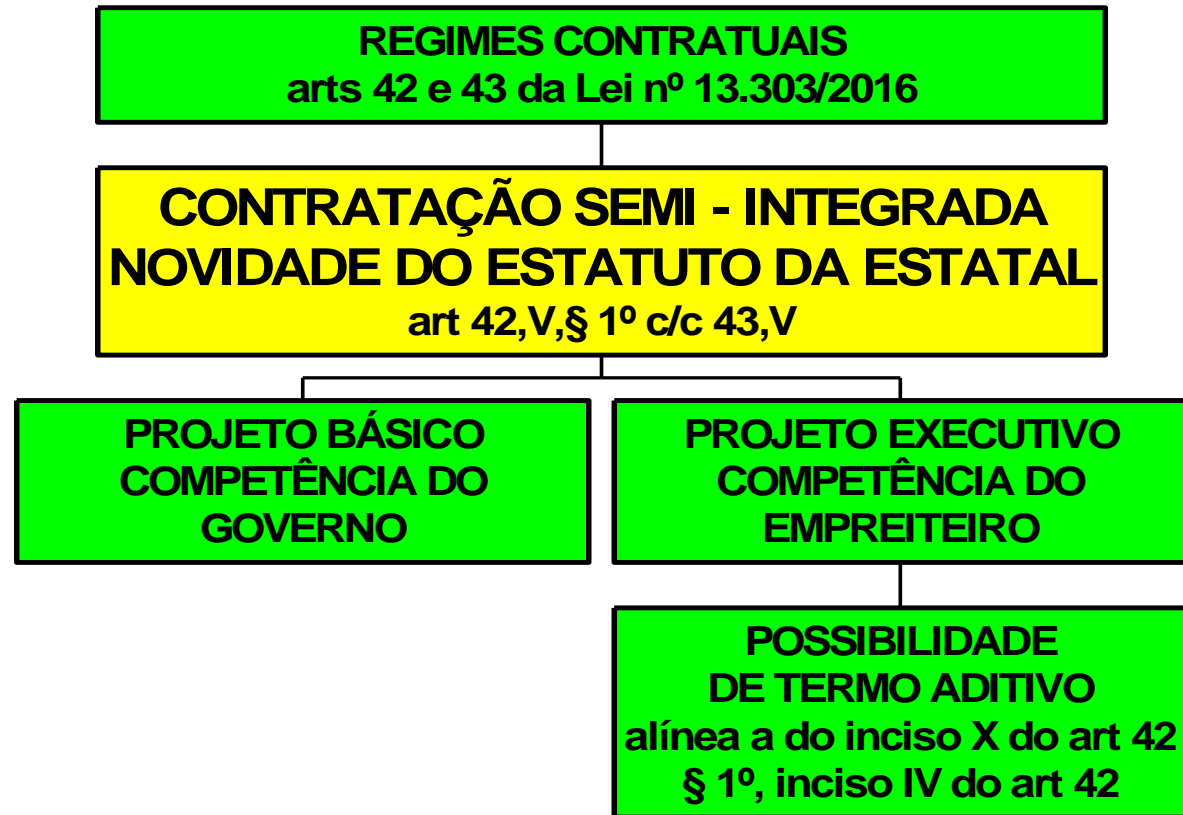 REGIMES CONTRATUAIS
arts 42 e 43 da Lei nº 13.303/2016
CONTRATAÇÃO SEMI - INTEGRADA
NOVIDADE DO ESTATUTO DA ESTATAL
art 42,V,§ 1º c/c 43,V
PROJETO BÁSICO
COMPETÊNCIA DO
GOVERNO
PROJETO EXECUTIVO
COMPETÊNCIA DO
EMPREITEIRO
POSSIBILIDADE
DE TERMO ADITIVO
alínea a do inciso X do art 42
§ 1º, inciso IV do art 42